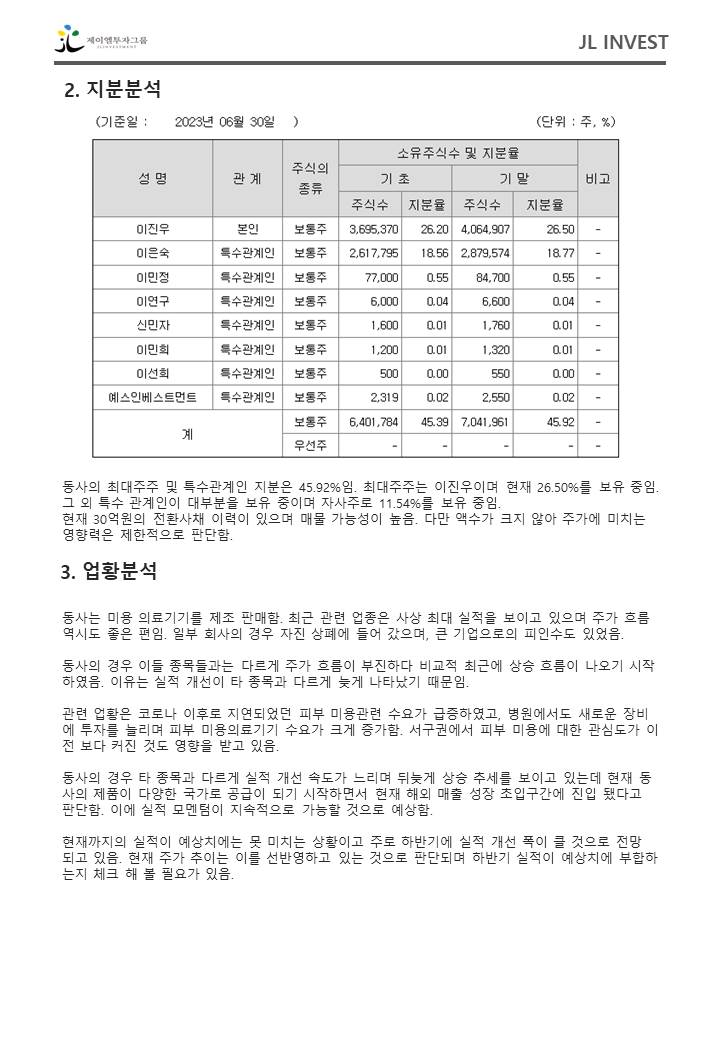 제이엘투자그룹
JLINVESTMENT
JL INVEST
2. 지분분석
(기준일 : 2023년 06월 30일 )
(단위 : 주, %)
성 명 관 계 주식의 종류 소유주식수 및 지분율 비고
기 초 기 말
주식수 지분율 주식수 지분율
이진우 본인 보통주 3,695,370 26.20 4,064,907 26.50 -
이은숙 특수관계인 보통주 2,617,795 18.56 2,879,574 18.77 -
이민정 특수관계인 보통주 77,000 0.55 84,700 0.55 -
이연구 특수관계인 보통주 6,000 0.04 6,600 0.04 -
신민자 특수관계인 보통주 1,600 0.01 1,760 0.01 -
이민희 특수관계인 보통주 1,200 0.01 1,320 0.01 -
이선희 특수관계인 보통주 500 0.00 550 0.00 -
예스인베스트먼트 특수관계인 보통주 2,319 0.02 2,550 0.02 -
계 보통주 6,401,784 45.39 7,041,961 45.92 -
우선주 - - - - -
동사의 최대주주 및 특수관계인 지분은 45.92%임. 최대주주는 이진우이며 현재 26.50%를 보유 중임.
그 외 특수 관계인이 대부분을 보유 중이며 자사주로 11.54%를 보유 중임.
현재 30억원의 전환사채 이력이 있으며 매물 가능성이 높음. 다만 액수가 크지 않아 주가에 미치는
영향력은 제한적으로 판단함.
3. 업황분석
동사는 미용 의료기기를 제조 판매함. 최근 관련 업종은 사상 최대 실적을 보이고 있으며 주가 흐름
역시도 좋은 편임. 일부 회사의 경우 자진 상폐에 들어 갔으며, 큰 기업으로의 피인수도 있었음.
동사의 경우 이들 종목들과는 다르게 주가 흐름이 부진하다 비교적 최근에 상승 흐름이 나오기 시작
하였음. 이유는 실적 개선이 타 종목과 다르게 늦게 나타났기 때문임.
관련 업황은 코로나 이후로 지연되었던 피부 미용관련 수요가 급증하였고, 병원에서도 새로운 장비
에 투자를 늘리며 피부 미용의료기기 수요가 크게 증가함. 서구권에서 피부 미용에 대한 관심도가 이
전 보다 커진 것도 영향을 받고 있음.
동사의 경우 타 종목과 다르게 실적 개선 속도가 느리며 뒤늦게 상승 추세를 보이고 있는데 현재 동
사의 제품이 다양한 국가로 공급이 되기 시작하면서 현재 해외 매출 성장 초입구간에 진입 됐다고
판단함. 이에 실적 모멘텀이 지속적으로 가능할 것으로 예상함.
현재까지의 실적이 예상치에는 못 미치는 상황이고 주로 하반기에 실적 개선 폭이 클 것으로 전망
되고 있음. 현재 주가 추이는 이를 선반영하고 있는 것으로 판단되며 하반기 실적이 예상치에 부합하
는지 체크 해 볼 필요가 있음.